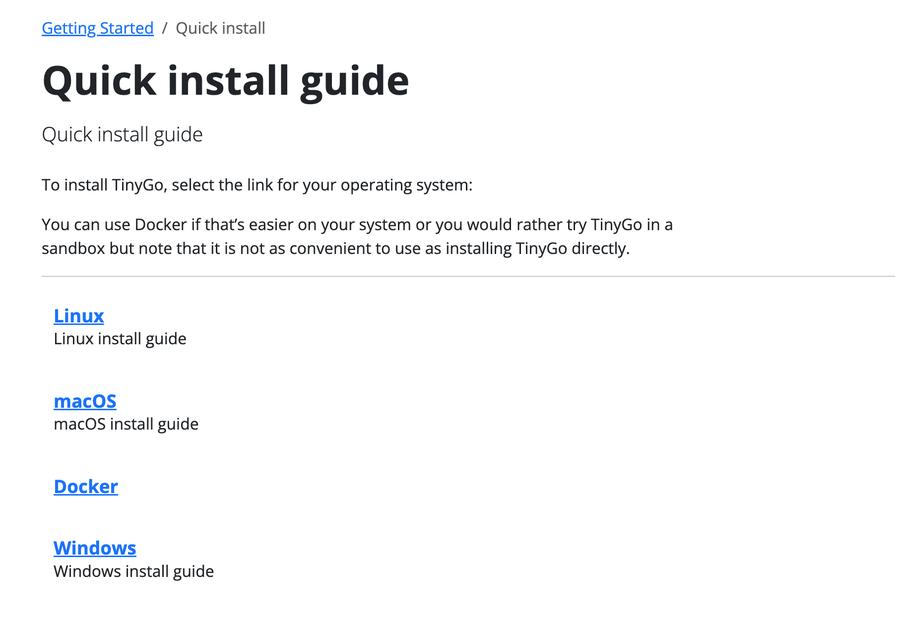 Getting Started / Quick install
Quick install guide
Quick install guide
To install TinyGo, select the link for your operating system:
You can use Docker if that’s easier on your system or you would rather try TinyGo in a
sandbox but note that it is not as convenient to use as installing TinyGo directly.
Linux
Linux install guide
macOS
macOS install guide
Docker
Windows
Windows install guide